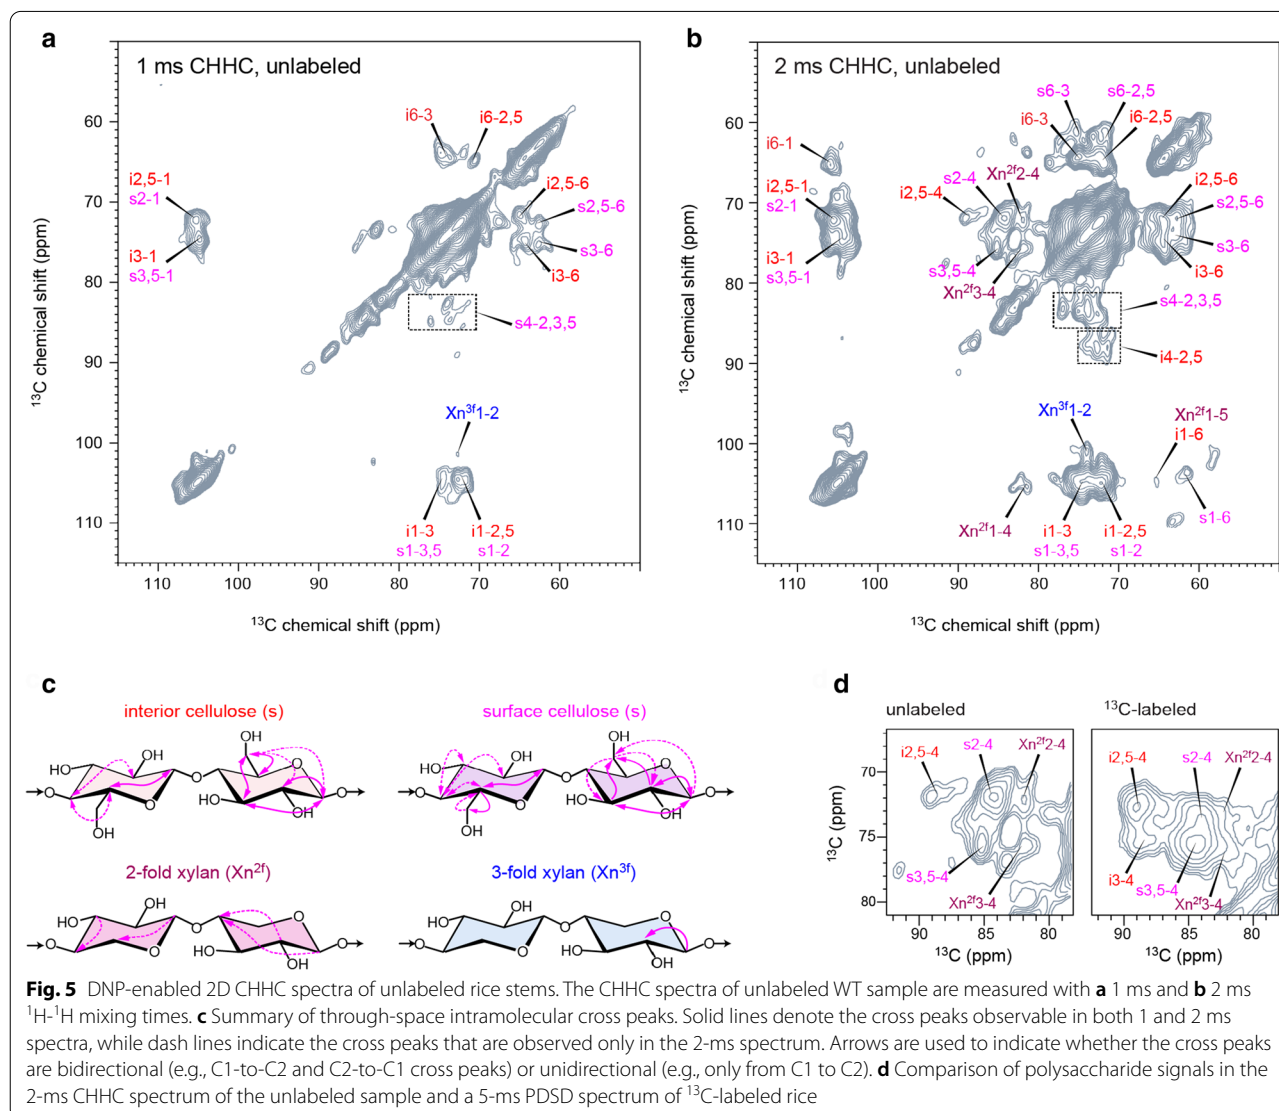 a
1 ms CHHC, unlabeled
i6-3
i6-2,5
i2,5-1
s2-1
i3-1
s3,5-1
i2,5-6
s2,5-6
s3-6
i3-6
s4-2,3,5
Xn³ᶠ1-2
i1-3
s1-3,5
i1-2,5
s1-2
60
70
80
90
100
110
¹³C chemical shift (ppm)
110 100 90 80 70 60
¹³C chemical shift (ppm)
b
2 ms CHHC, unlabeled
s6-3
s6-2,5
i6-3
i6-2,5
i6-1
Xn²ᶠ2-4
s2-4
i2,5-4
i2,5-1
s2-1
i3-1
s3,5-1
s3,5-4
Xn²ᶠ3-4
i2,5-6
s2,5-6
s3-6
i3-6
s4-2,3,5
i4-2,5
Xn³ᶠ1-2
Xn²ᶠ1-5
i1-6
s1-6
Xn²ᶠ1-4
i1-3
s1-3,5
i1-2,5
s1-2
60
70
80
90
100
110
¹³C chemical shift (ppm)
110 100 90 80 70 60
¹³C chemical shift (ppm)
c
interior cellulose (s)
HO
OH
OH
O
O
O
HO
OH
O
OH
surface cellulose (s)
HO
OH
OH
O
O
O
HO
OH
O
OH
2-fold xylan (Xn²ᶠ)
HO
OH
O
O
O
O
HO
OH
O
3-fold xylan (Xn³ᶠ)
HO
OH
O
O
O
O
HO
OH
O
d
unlabeled
i2,5-4
s2-4
Xn²ᶠ2-4
s3,5-4
Xn²ᶠ3-4
70
75
80
¹³C (ppm)
90 85 80
¹³C (ppm)
¹³C-labeled
i2,5-4
s2-4
Xn²ᶠ2-4
i3-4
s3,5-4
Xn²ᶠ3-4
90 85 80
¹³C (ppm)
Fig. 5 DNP-enabled 2D CHHC spectra of unlabeled rice stems. The CHHC spectra of unlabeled WT sample are measured with a 1 ms and b 2 ms
¹H-¹H mixing times. c Summary of through-space intramolecular cross peaks. Solid lines denote the cross peaks observable in both 1 and 2 ms
spectra, while dash lines indicate the cross peaks that are observed only in the 2-ms spectrum. Arrows are used to indicate whether the cross peaks
are bidirectional (e.g., C1-to-C2 and C2-to-C1 cross peaks) or unidirectional (e.g., only from C1 to C2). d Comparison of polysaccharide signals in the
2-ms CHHC spectrum of the unlabeled sample and a 5-ms PDSD spectrum of ¹³C-labeled rice